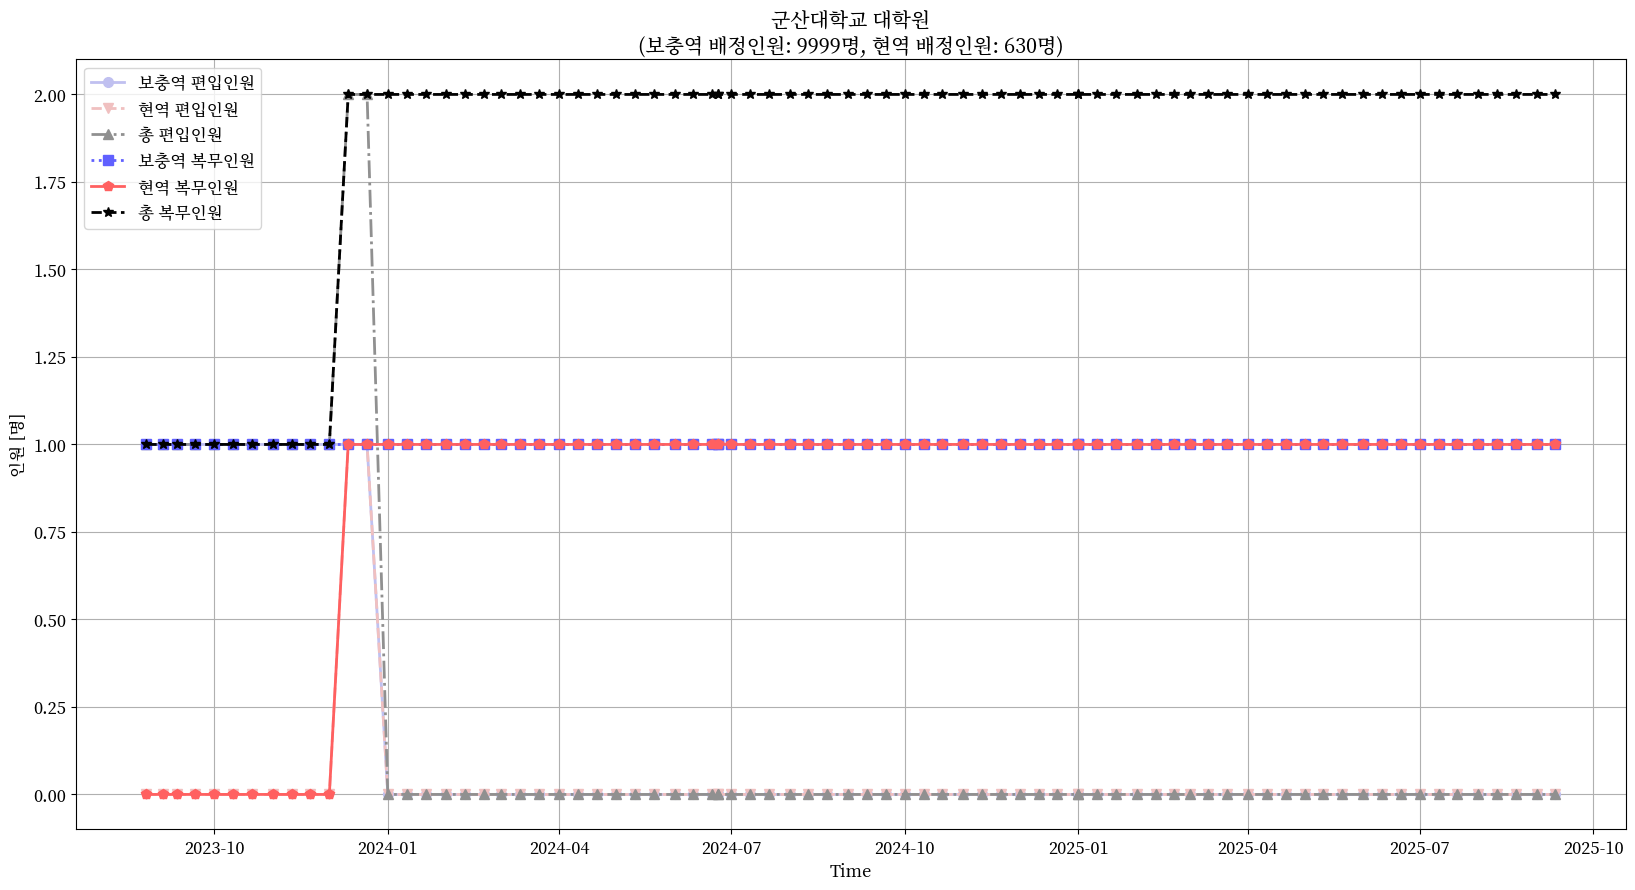 군산대학교 대학원
(보충역 배정인원: 9999명, 현역 배정인원: 630명)
보충역 편입인원
현역 편입인원
총 편입인원
보충역 복무인원
현역 복무인원
총 복무인원
인원 [명]
2.00
1.75
1.50
1.25
1.00
0.75
0.50
0.25
0.00
2023-10
2024-01
2024-04
2024-07
2024-10
2025-01
2025-04
2025-07
2025-10
Time